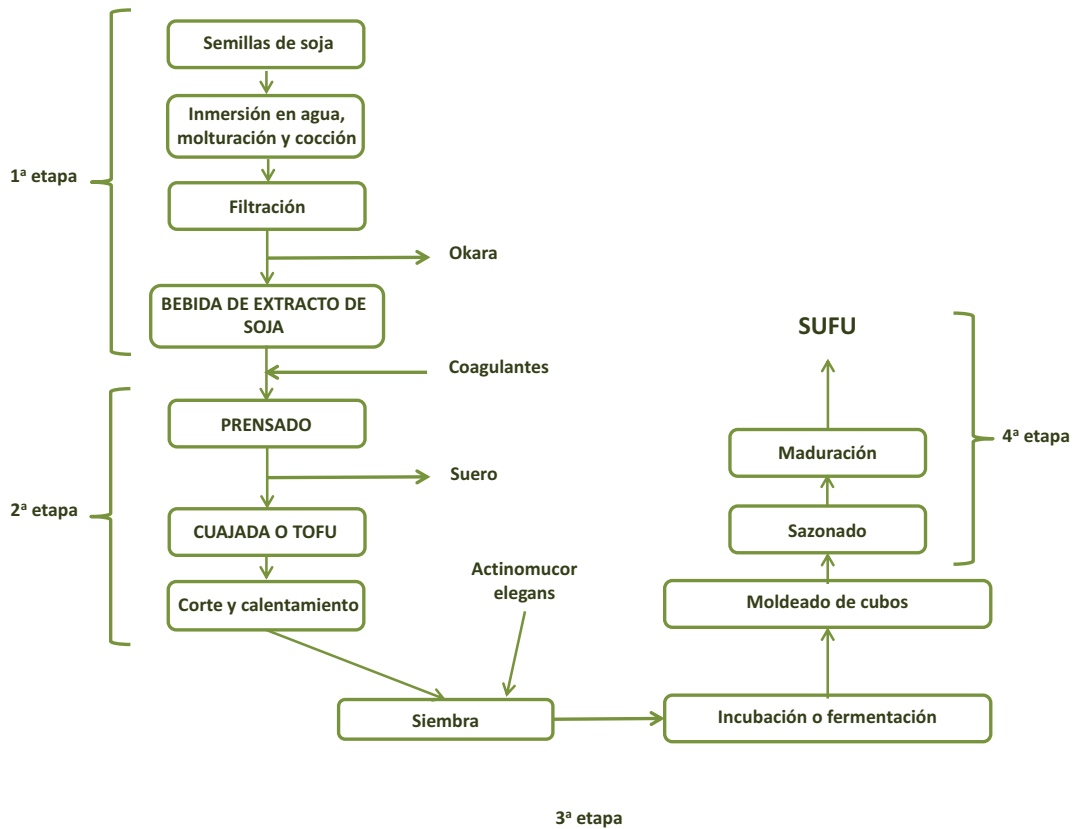 Semillas de soja
Inmersión en agua,
molturación y cocción
1ª etapa
Filtración
Okara
BEBIDA DE EXTRACTO DE
SOJA
Coagulantes
PRENSADO
Suero
2ª etapa
CUAJADA O TOFU
Corte y calentamiento
Actinomucor
elegans
Siembra
Incubación o fermentación
3ª etapa
Moldeado de cubos
Sazonado
Maduración
4ª etapa
SUFU